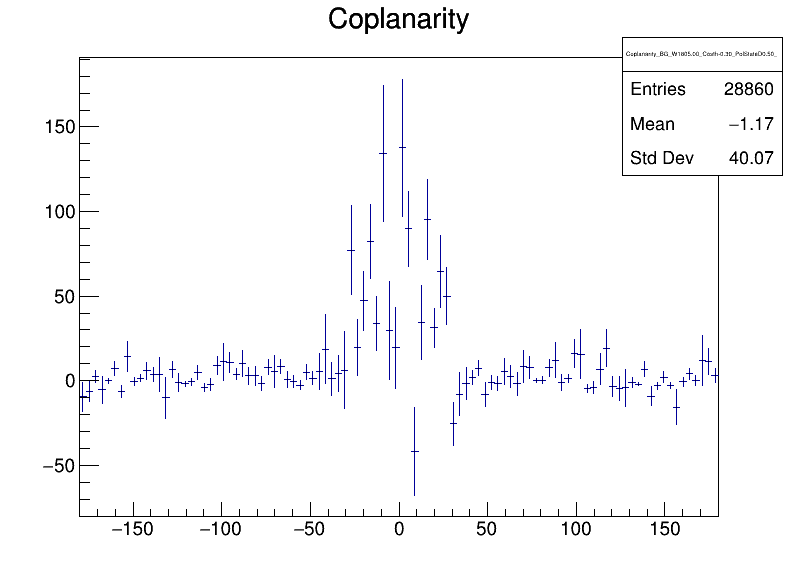 Coplanarity
Coplanarity_BG_W1805.00_Costh-0.30_PolStateD0.50_
Entries 28860
Mean −1.17
Std Dev 40.07
150
100
50
0
−50
−150 −100 −50 0 50 100 150